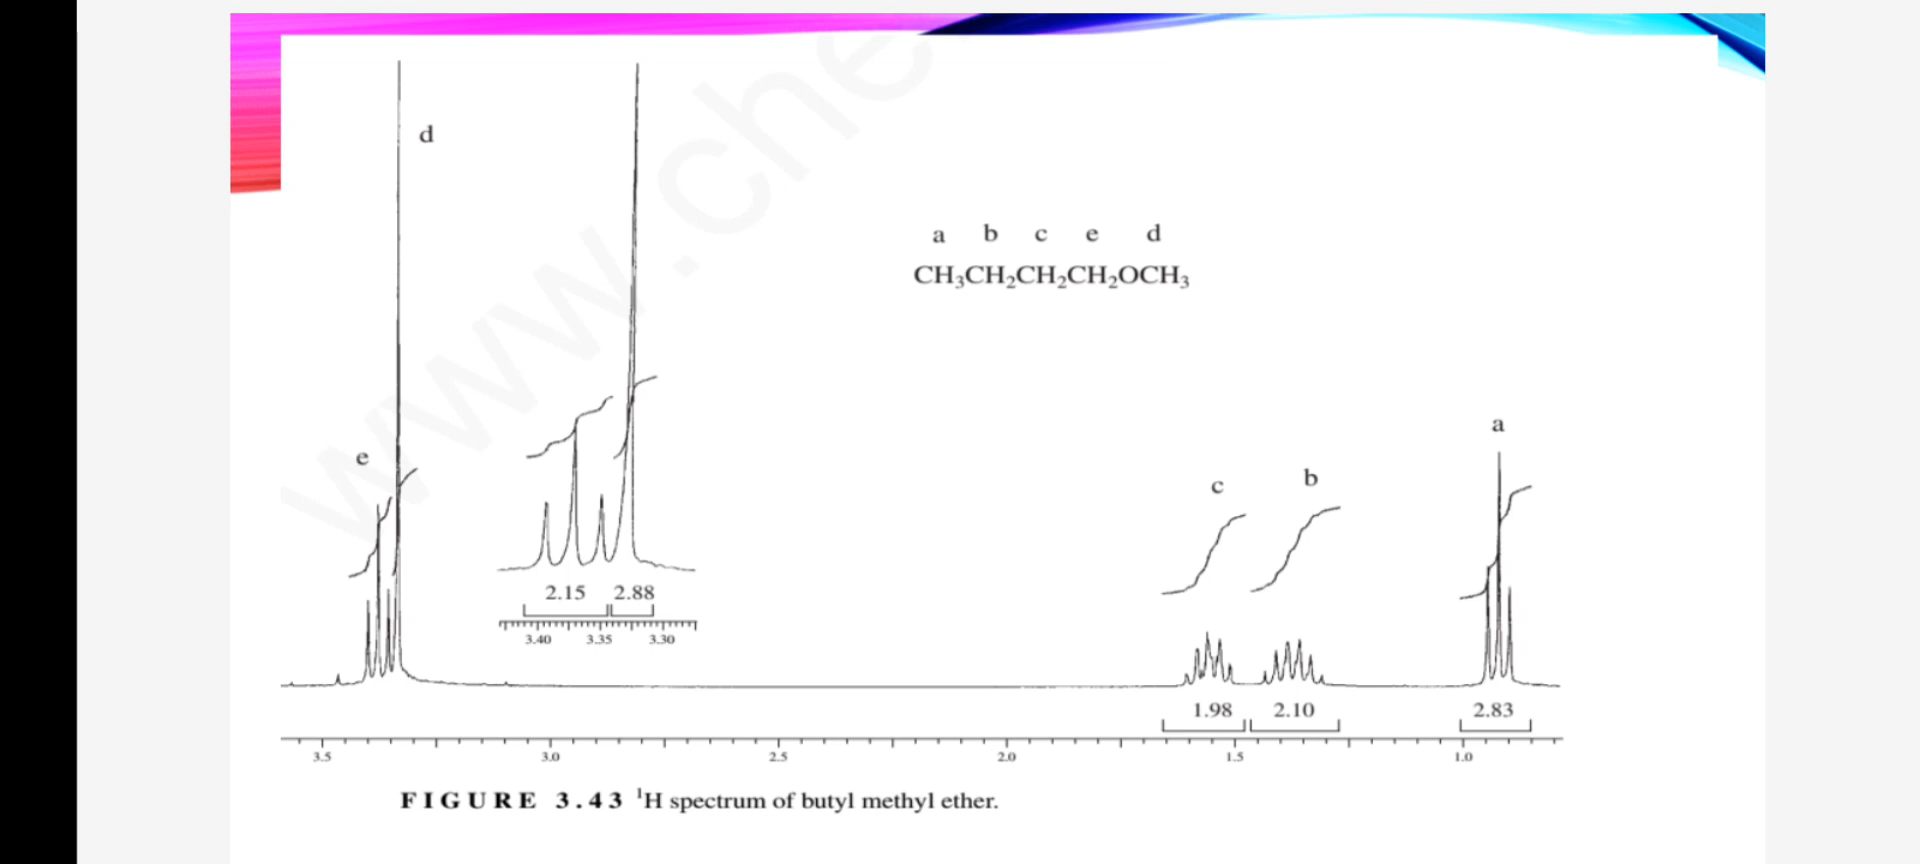 www.che
d
a b c e d
CH₃CH₂CH₂CH₂OCH₃
a
e
c
b
2.15 2.88
3.40 3.35 3.30
1.98 2.10 2.83
3.5 3.0 2.5 2.0 1.5 1.0
FIGURE 3.43 ¹H spectrum of butyl methyl ether.